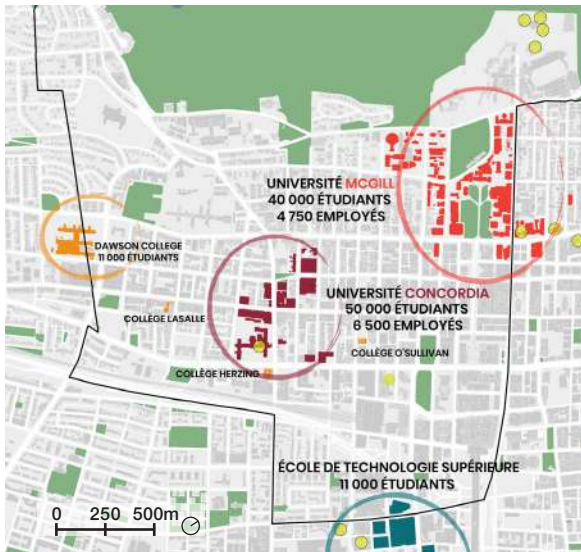 UNIVERSITÉ MCGILL
40 000 ÉTUDIANTS
4 750 EMPLOYÉS
DAWSON COLLEGE
11 000 ÉTUDIANTS
UNIVERSITÉ CONCORDIA
50 000 ÉTUDIANTS
6 500 EMPLOYÉS
COLLÈGE LASALLE
COLLÈGE O'SULLIVAN
COLLÈGE HERZING
ÉCOLE DE TECHNOLOGIE SUPÉRIEURE
11 000 ÉTUDIANTS
0 250 500m